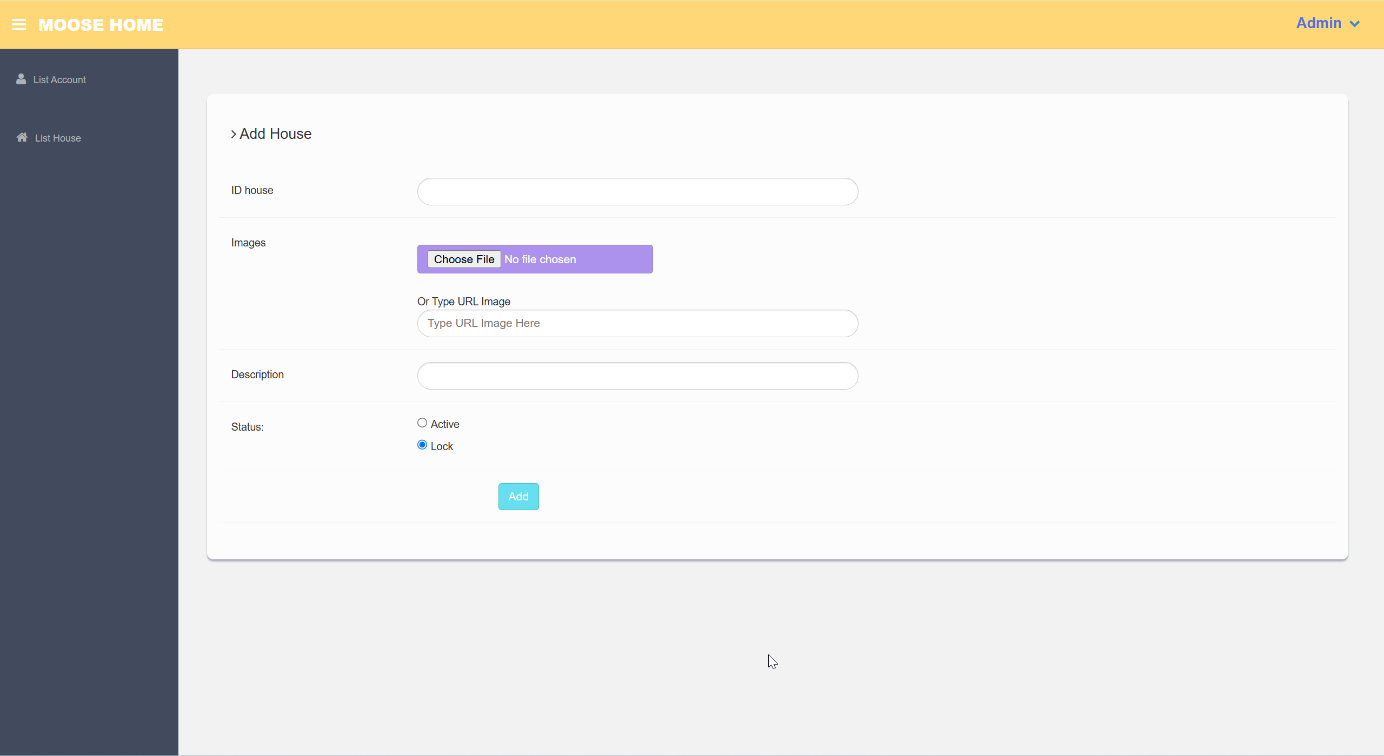 MOOSE HOME
Admin
List Account
List House
Add House
ID house
Images
Choose File No file chosen
Or Type URL Image
Type URL Image Here
Description
Status:
Active
Lock
Add